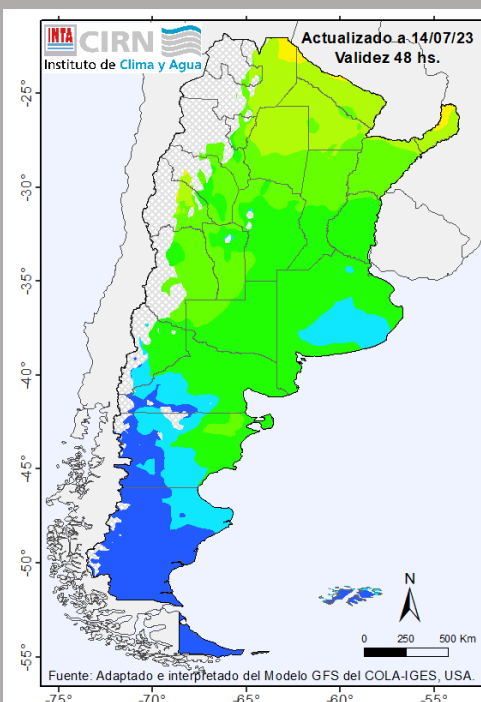 INTA CIRN
Instituto de Clima y Agua
Actualizado a 14/07/23
Validez 48 hs.
-25°
-30°
-35°
-40°
-45°
-50°
-55°
N
0 250 500 Km
Fuente: Adaptado e interpretado del Modelo GFS del COLA-IGES, USA.
-75° -70° -65° -60° -55°